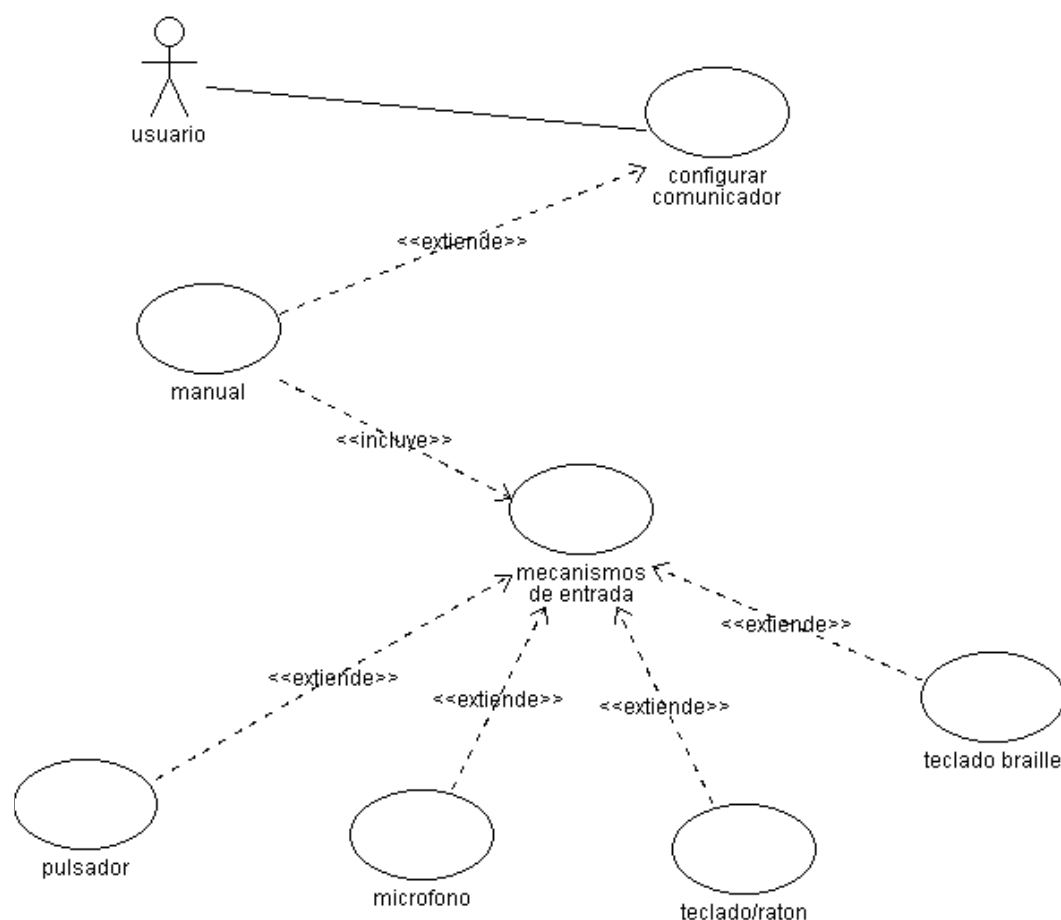 usuario
configurar
comunicador
<<extiende>>
manual
<<incluye>>
mecanismos
de entrada
<<extiende>>
<<extiende>>
<<extiende>>
<<extiende>>
teclado braille
pulsador
microfono
teclado/raton